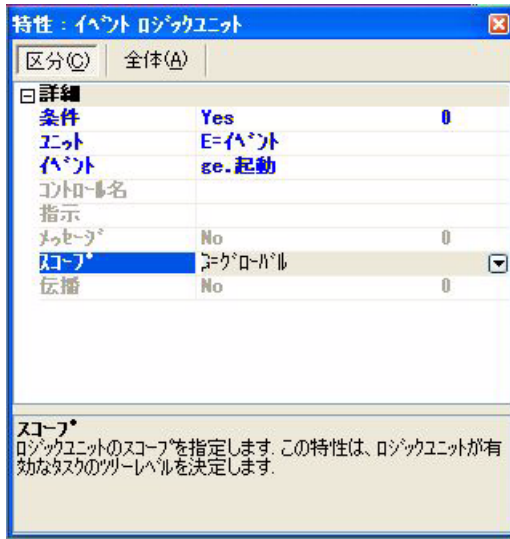 特性：ｲﾍﾞﾝﾄ ﾛｼﾞｯｸﾕﾆｯﾄ
区分(C) 全体(A)
詳細
条件 Yes 0
ﾕﾆｯﾄ E=ｲﾍﾞﾝﾄ
ｲﾍﾞﾝﾄ ge.起動
ｺﾝﾄﾛｰﾙ名
指示
ﾒｯｾｰｼﾞ No 0
ｽｺｰﾌﾟ =ｸﾞﾛｰﾊﾞﾙ
伝播 No 0
ｽｺｰﾌﾟ
ﾛｼﾞｯｸﾕﾆｯﾄのｽｺｰﾌﾟを指定します. この特性は、ﾛｼﾞｯｸﾕﾆｯﾄが有
効なﾀｽｸのﾂﾘｰﾚﾍﾞﾙを決定します.